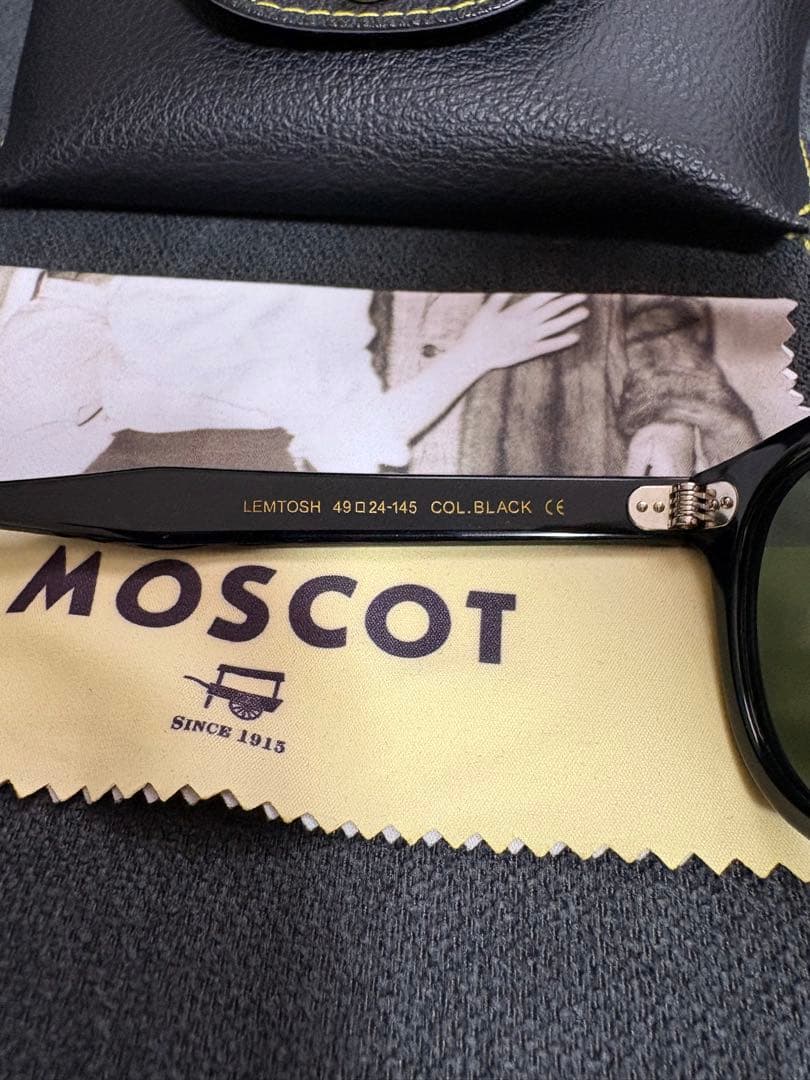 LEMTOSH 49□24-145 COL.BLACK CE
MOSCOT
SINCE 1915